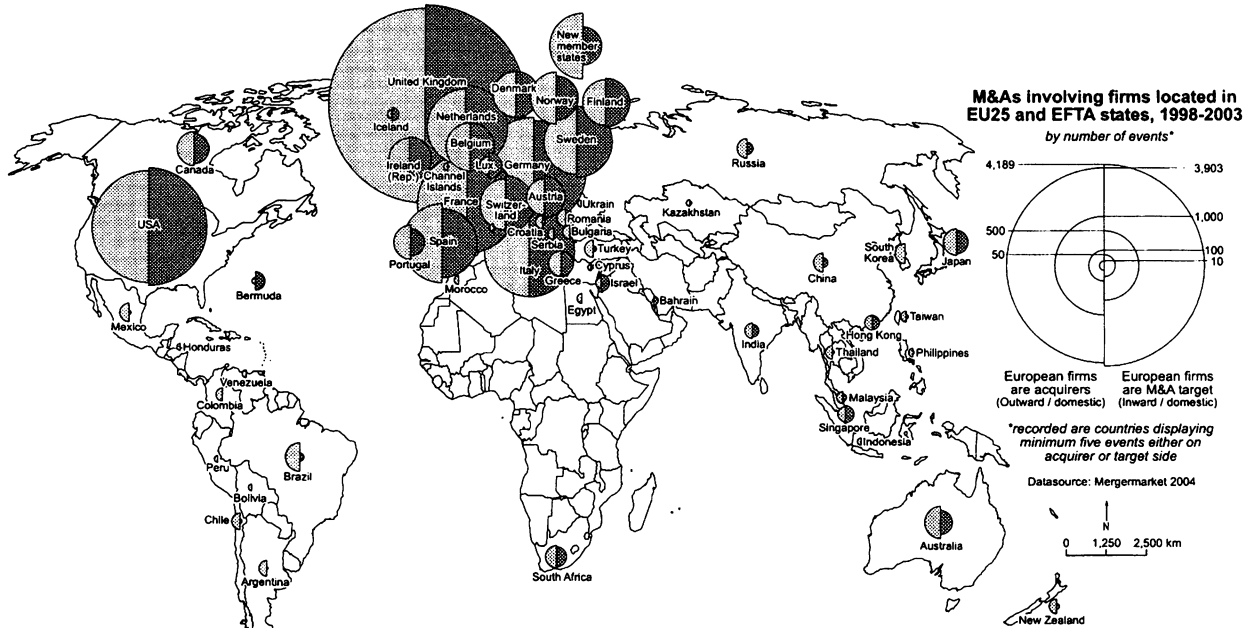 New
member
states
United Kingdom
Denmark
Norway
Finland
Netherlands
Iceland
Belgium
Sweden
Ireland
(Rep.)
Lux
Germany
Channel
Islands
France
Switzer-
land
Austria
Ukrain
Romania
Croatia
Bulgaria
Serbia
Spain
Portugal
Italy
Greece
Turkey
Cyprus
Israel
Morocco
Egypt
Bahrain
Canada
USA
Bermuda
Mexico
Honduras
Venezuela
Colombia
Peru
Brazil
Bolivia
Chile
Argentina
South Africa
Russia
Kazakhstan
China
South
Korea
Japan
Taiwan
Hong Kong
India
Thailand
Philippines
Malaysia
Singapore
Indonesia
Australia
New Zealand
M&As involving firms located in
EU25 and EFTA states, 1998-2003
by number of events*
4,189
3,903
1,000
500
100
50
10
European firms
are acquirers
(Outward / domestic)
European firms
are M&A target
(Inward / domestic)
*recorded are countries displaying
minimum five events either on
acquirer or target side
Datasource: Mergermarket 2004
N
0 1,250 2,500 km